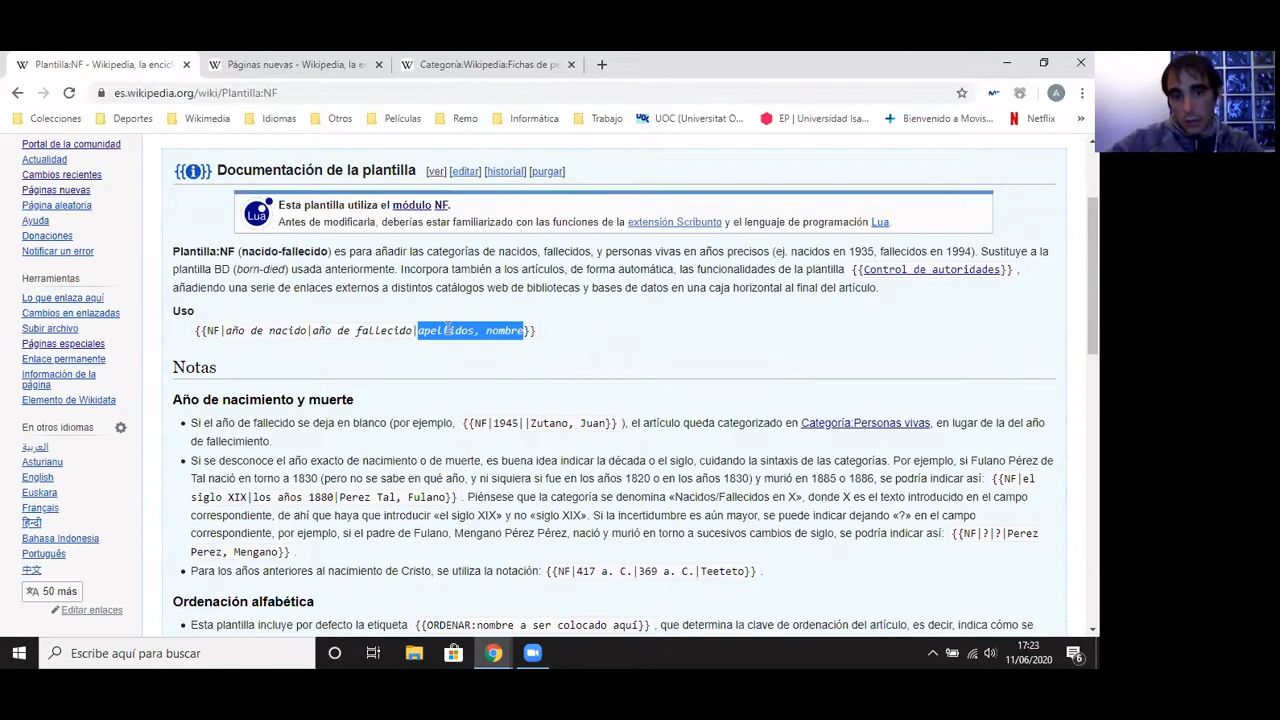 Plantilla:NF - Wikipedia, la encicl
Páginas nuevas - Wikipedia, la en
Categoría:Wikipedia:Fichas de pe
es.wikipedia.org/wiki/Plantilla:NF
A
Colecciones
Deportes
Wikimedia
Idiomas
Otros
Películas
Remo
Informática
Trabajo
UOC (Universitat O...
EP | Universidad Isa...
Bienvenido a Movis...
Netflix
Portal de la comunidad
Actualidad
Cambios recientes
Páginas nuevas
Página aleatoria
Ayuda
Donaciones
Notificar un error
Herramientas
Lo que enlaza aquí
Cambios en enlazadas
Subir archivo
Páginas especiales
Enlace permanente
Información de la
página
Elemento de Wikidata
En otros idiomas
العربية
Asturianu
English
Euskara
Français
हिन्दी
Bahasa Indonesia
Português
中文
50 más
Editar enlaces
Documentación de la plantilla [ver] [editar] [historial] [purgar]
Lua
Esta plantilla utiliza el módulo NF.
Antes de modificarla, deberías estar familiarizado con las funciones de la extensión Scribunto y el lenguaje de programación Lua.
Plantilla:NF (nacido-fallecido) es para añadir las categorías de nacidos, fallecidos, y personas vivas en años precisos (ej. nacidos en 1935, fallecidos en 1994). Sustituye a la
plantilla BD (born-died) usada anteriormente. Incorpora también a los artículos, de forma automática, las funcionalidades de la plantilla {{Control de autoridades}} ,
añadiendo una serie de enlaces externos a distintos catálogos web de bibliotecas y bases de datos en una caja horizontal al final del artículo.
Uso
{{NF|año de nacido|año de fallecido|apellidos, nombre}}
Notas
Año de nacimiento y muerte
Si el año de fallecido se deja en blanco (por ejemplo, {{NF|1945||Zutano, Juan}} ), el artículo queda categorizado en Categoría:Personas vivas, en lugar de la del año
de fallecimiento.
Si se desconoce el año exacto de nacimiento o de muerte, es buena idea indicar la década o el siglo, cuidando la sintaxis de las categorías. Por ejemplo, si Fulano Pérez de
Tal nació en torno a 1830 (pero no se sabe en qué año, y ni siquiera si fue en los años 1820 o en los años 1830) y murió en 1885 o 1886, se podría indicar así: {{NF|el
siglo XIX|los años 1880|Perez Tal, Fulano}} . Piénsese que la categoría se denomina «Nacidos/Fallecidos en X», donde X es el texto introducido en el campo
correspondiente, de ahí que haya que introducir «el siglo XIX» y no «siglo XIX». Si la incertidumbre es aún mayor, se puede indicar dejando «?» en el campo
correspondiente, por ejemplo, si el padre de Fulano, Mengano Pérez Pérez, nació y murió en torno a sucesivos cambios de siglo, se podría indicar así: {{NF|?|?|Perez
Perez, Mengano}} .
Para los años anteriores al nacimiento de Cristo, se utiliza la notación: {{NF|417 a. C.|369 a. C.|Teeteto}} .
Ordenación alfabética
Esta plantilla incluye por defecto la etiqueta {{ORDENAR:nombre a ser colocado aquí}} , que determina la clave de ordenación del artículo, es decir, indica cómo se
Escribe aquí para buscar
17:23
11/06/2020
6